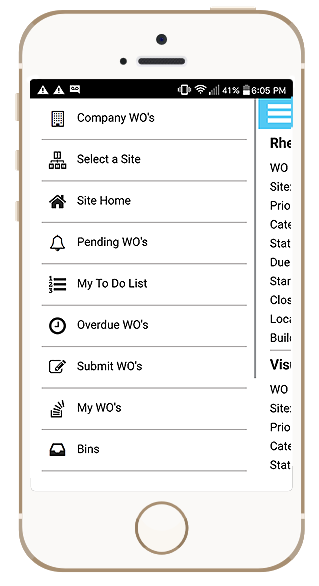 41% 6:05 PM
Company WO's
Select a Site
Site Home
Pending WO's
My To Do List
Overdue WO's
Submit WO's
My WO's
Bins
Rhe
WO
Site:
Prio
Cate
Stat
Due
Star
Clos
Loca
Buil
Visu
WO
Site:
Prio
Cate
Stat